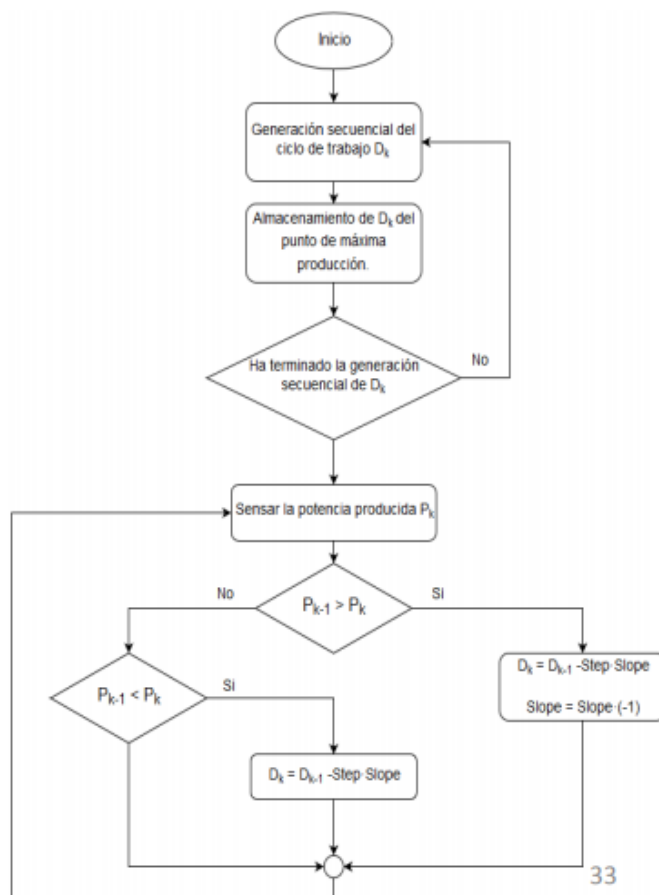 Inicio
Generación secuencial del
ciclo de trabajo Dₖ
Almacenamiento de Dₖ del
punto de máxima
producción.
Ha terminado la generación
secuencial de Dₖ
No
Sensar la potencia producida Pₖ
No
Pₖ₋₁ > Pₖ
Si
Dₖ = Dₖ₋₁ -Step·Slope
Slope = Slope·(-1)
Pₖ₋₁ < Pₖ
Si
Dₖ = Dₖ₋₁ -Step·Slope
33